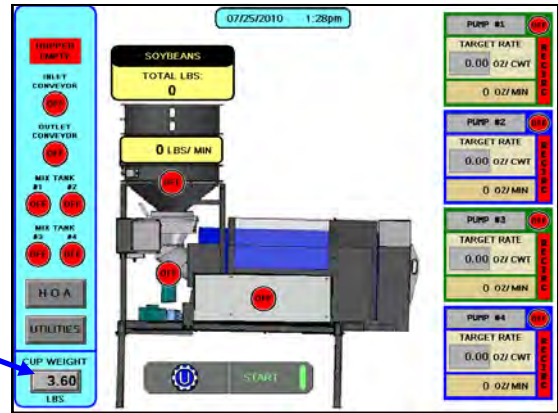 07/25/2010 1:28pm
HOPPER
EMPTY
INLET
CONVEYOR
OFF
OUTLET
CONVEYOR
OFF
MIX TANK
#1 #2
OFF OFF
MIX TANK
#3 #4
OFF OFF
H-O-A
UTILITIES
CUP WEIGHT
3.60
LBS
SOYBEANS
TOTAL LBS:
0
0 LBS/ MIN
OFF
OFF
OFF
U
START
PUMP #1 OFF
TARGET RATE
0.00 OZ/ CWT
0 OZ/MIN
RECIRC
PUMP #2 OFF
TARGET RATE
0.00 OZ/ CWT
0 OZ/MIN
RECIRC
PUMP #3 OFF
TARGET RATE
0.00 OZ/ CWT
0 OZ/MIN
RECIRC
PUMP #4 OFF
TARGET RATE
0.00 OZ/ CWT
0 OZ/MIN
RECIRC